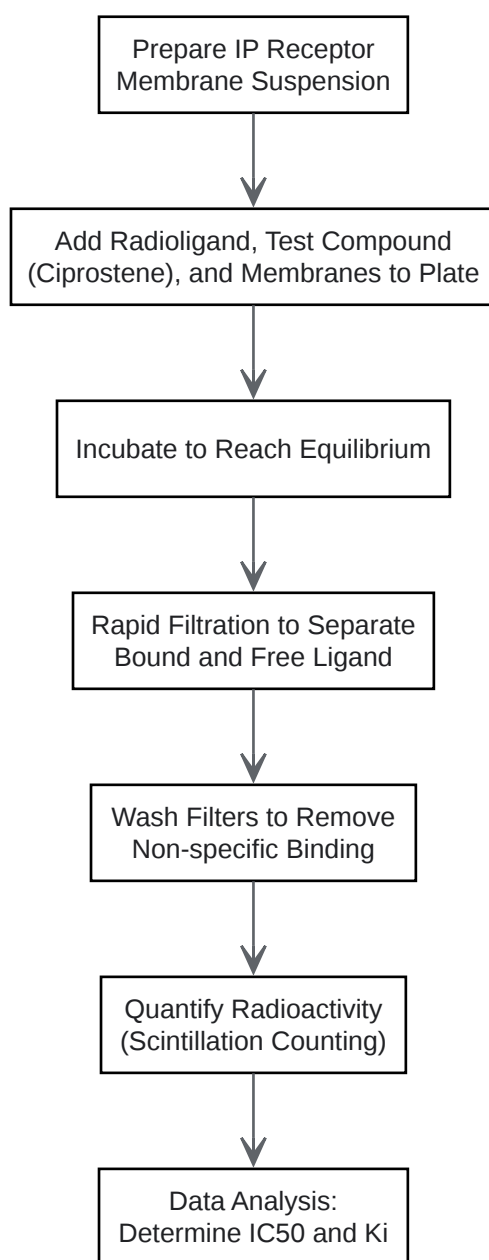 Prepare IP Receptor
Membrane Suspension
Add Radioligand, Test Compound
(Ciprostene), and Membranes to Plate
Incubate to Reach Equilibrium
Rapid Filtration to Separate
Bound and Free Ligand
Wash Filters to Remove
Non-specific Binding
Quantify Radioactivity
(Scintillation Counting)
Data Analysis:
Determine IC50 and Ki